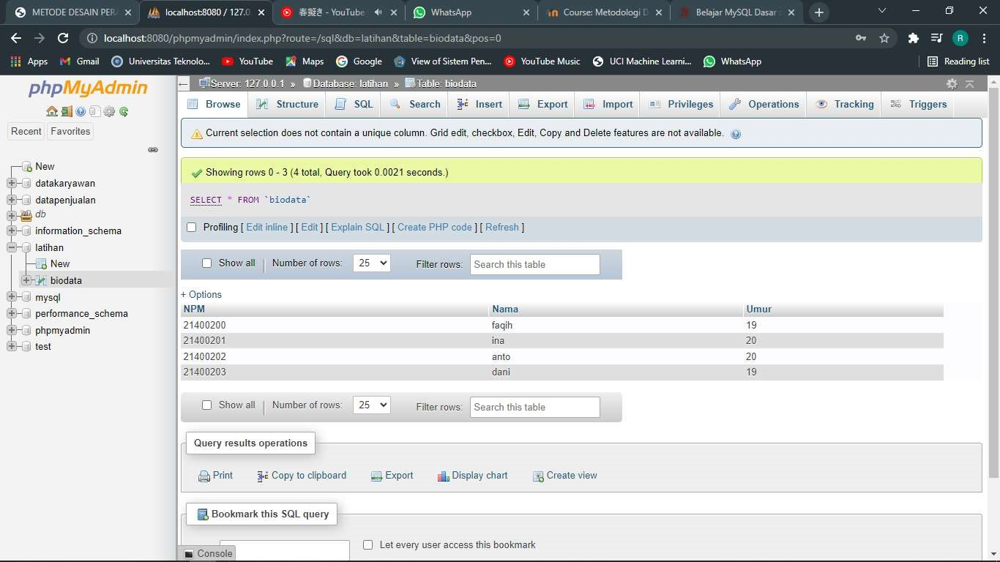 METODE DESAIN PER
localhost:8080 / 127.0.
春擬き - YouTube
WhatsApp
Course: Metodologi D
Belajar MySQL Dasar
localhost:8080/phpmyadmin/index.php?route=/sql&db=latihan&table=biodata&pos=0
R
Apps Gmail Universitas Teknolo... YouTube Maps Google View of Sistem Pen... YouTube Music UCI Machine Learni... WhatsApp Reading list
phpMyAdmin
Recent Favorites
New
datakaryawan
datapenjualan
db
information_schema
latihan
New
biodata
mysql
performance_schema
phpmyadmin
test
Server: 127.0.0.1 » Database: latihan » Table: biodata
Browse Structure SQL Search Insert Export Import Privileges Operations Tracking Triggers
Current selection does not contain a unique column. Grid edit, checkbox, Edit, Copy and Delete features are not available.
Showing rows 0 - 3 (4 total, Query took 0.0021 seconds.)
SELECT * FROM `biodata`
Profiling [ Edit inline ] [ Edit ] [ Explain SQL ] [ Create PHP code ] [ Refresh ]
Show all | Number of rows: 25 Filter rows: Search this table
+ Options
NPM Nama Umur
21400200 faqih 19
21400201 ina 20
21400202 anto 20
21400203 dani 19
Show all | Number of rows: 25 Filter rows: Search this table
Query results operations
Print Copy to clipboard Export Display chart Create view
Bookmark this SQL query
Let every user access this bookmark
Console